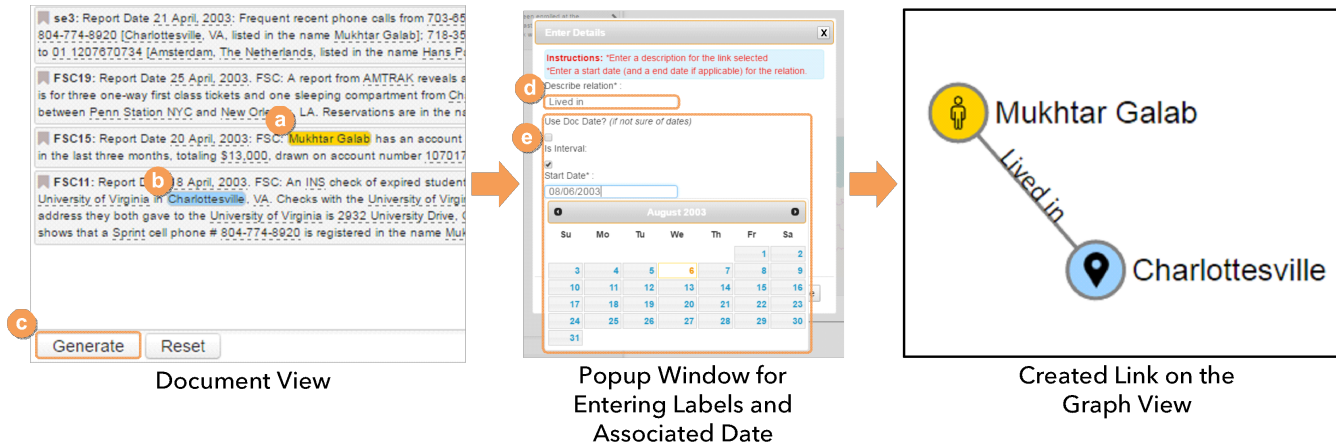 se3: Report Date 21 April, 2003: Frequent recent phone calls from 703-65
804-774-8920 [Charlottesville, VA, listed in the name Mukhtar Galab]; 718-35
to 01 1207670734 [Amsterdam, The Netherlands, listed in the name Hans Pa
FSC19: Report Date 25 April, 2003. FSC: A report from AMTRAK reveals a
is for three one-way first class tickets and one sleeping compartment from Ch
between Penn Station NYC and New Orle LA. Reservations are in the na
a
FSC15: Report Date 20 April, 2003: FSC: Mukhtar Galab has an account
in the last three months, totaling $13,000, drawn on account number 107017
b
FSC11: Report D 18 April, 2003. FSC: An INS check of expired student
University of Virginia in Charlottesville, VA. Checks with the University of Virgi
address they both gave to the University of Virginia is 2932 University Drive, C
shows that a Sprint cell phone # 804-774-8920 is registered in the name Muk
c
Generate Reset
Document View
Enter Details X
Instructions: *Enter a description for the link selected
*Enter a start date (and a end date if applicable) for the relation.
d
Describe relation* :
Lived in
e
Use Doc Date? (if not sure of dates)
Is Interval:
Start Date* :
08/06/2003
August 2003
Su Mo Tu We Th Fr Sa
1 2
3 4 5 6 7 8 9
10 11 12 13 14 15 16
17 18 19 20 21 22 23
24 25 26 27 28 29 30
31
Popup Window for
Entering Labels and
Associated Date
Mukhtar Galab
Lived in
Charlottesville
Created Link on the
Graph View